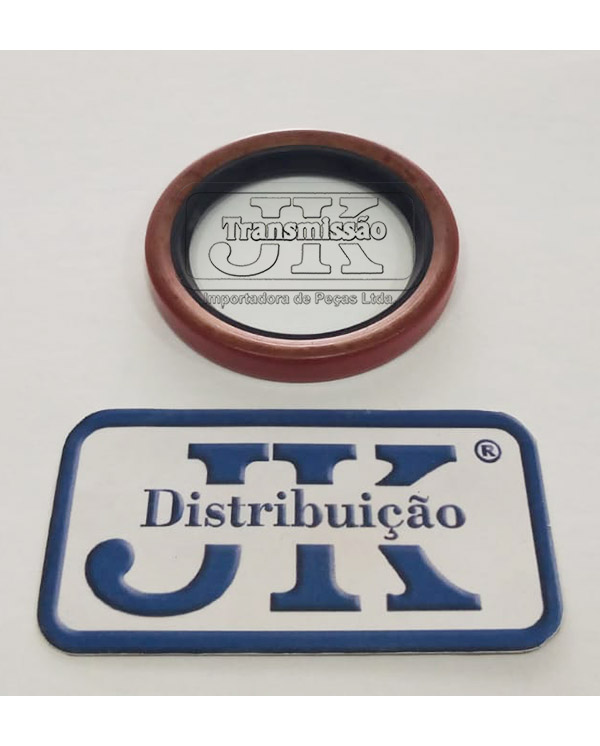 JK
Transmissão
Importadora de Peças Ltda
JK
Distribuição
®